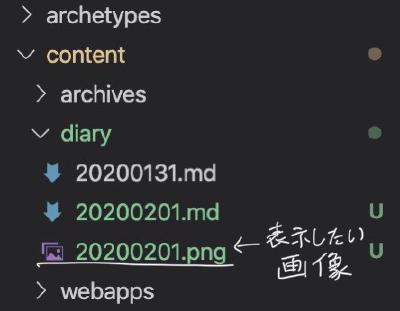 archetypes
content
archives
diary
20200131.md
20200201.md U
20200201.png ← 表示したい U
画像
webapps